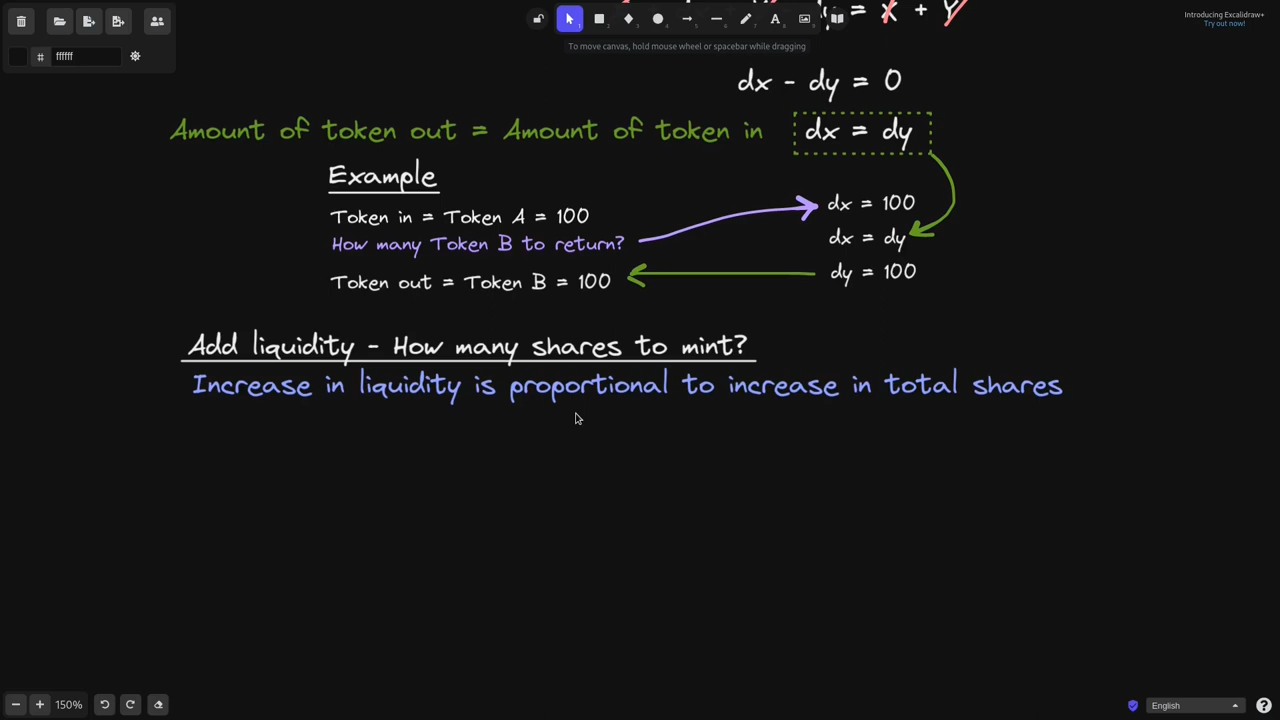 = X + Y
Introducing Excalidraw+
Try out now!
To move canvas, hold mouse wheel or spacebar while dragging
# ffffff
dx - dy = 0
Amount of token out = Amount of token in
dx = dy
Example
Token in = Token A = 100
dx = 100
How many Token B to return?
dx = dy
Token out = Token B = 100
dy = 100
Add liquidity - How many shares to mint?
Increase in liquidity is proportional to increase in total shares
150%
English